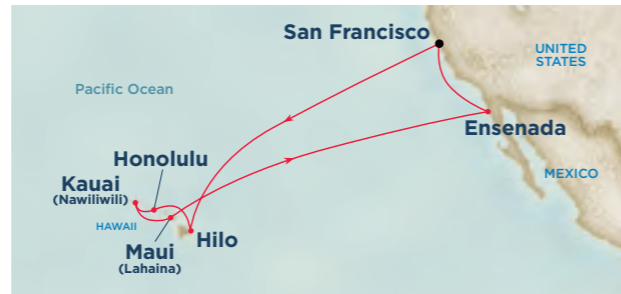 San Francisco
UNITED
STATES
Pacific Ocean
Ensenada
Honolulu
Kauai
(Nawiliwili)
MEXICO
HAWAII
Hilo
Maui
(Lahaina)